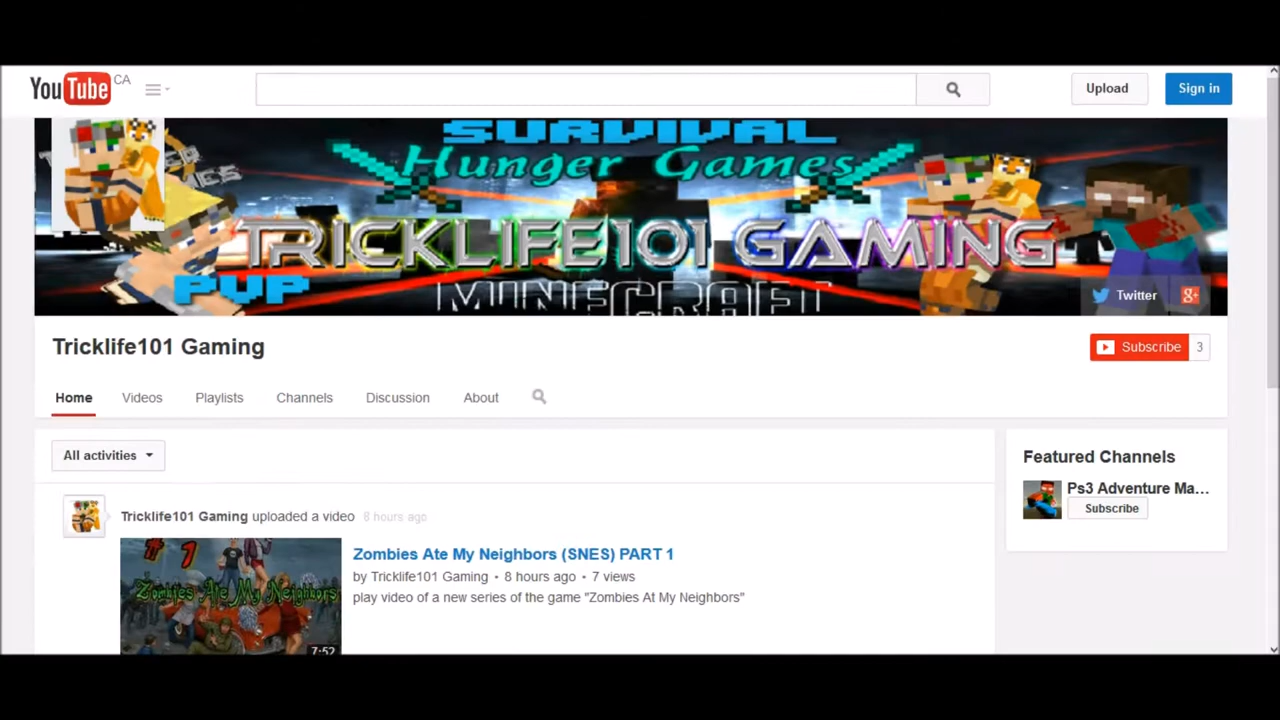 YouTube CA
Upload
Sign in
SURVIVAL
Hunger Games
TRICKLIFE101 GAMING
PVP
MINECRAFT
Twitter
g+
Tricklife101 Gaming
Subscribe 3
Home Videos Playlists Channels Discussion About
All activities
Featured Channels
Ps3 Adventure Ma...
Subscribe
Tricklife101 Gaming uploaded a video 8 hours ago
# 1
Zombies Ate My Neighbors
7:52
Zombies Ate My Neighbors (SNES) PART 1
by Tricklife101 Gaming • 8 hours ago • 7 views
play video of a new series of the game "Zombies At My Neighbors"